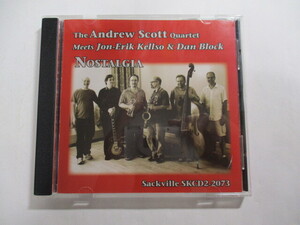 The Andrew Scott Quartet
Meets Jon-Erik Kellso & Dan Block
Nostalgia
Sackville SKCD2-2073